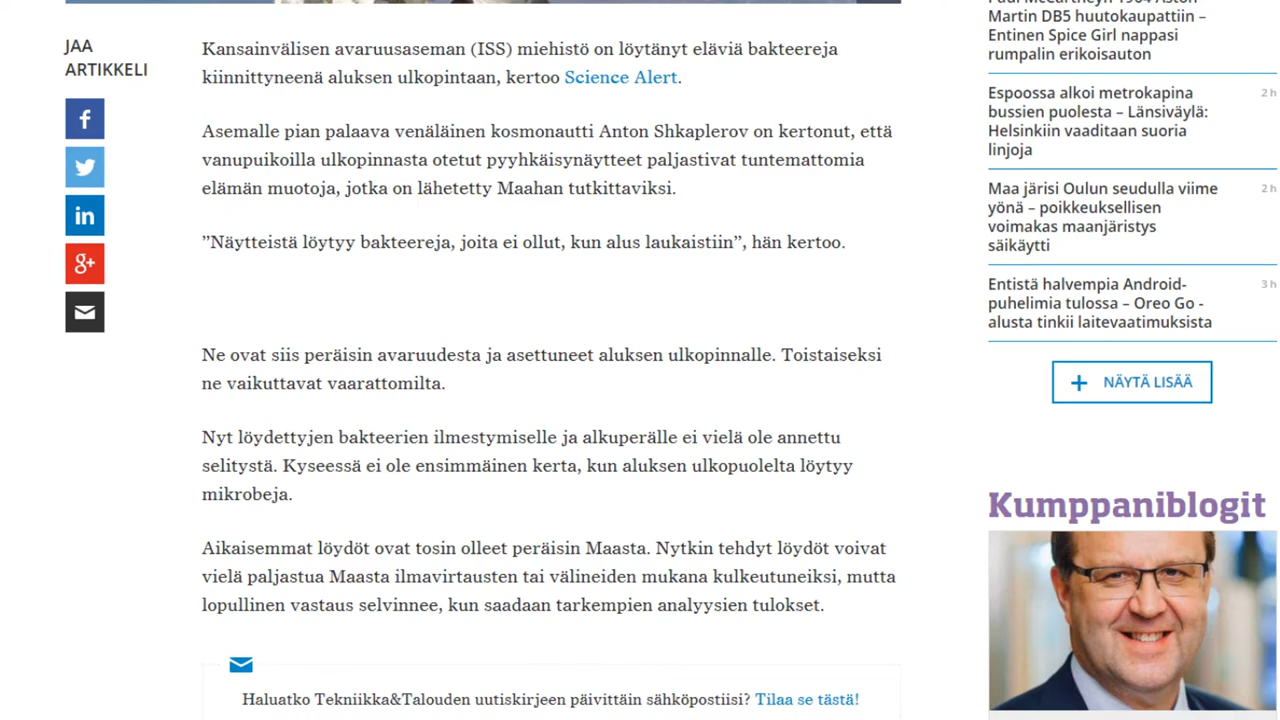 JAA
ARTIKKELI
Kansainvälisen avaruusaseman (ISS) miehistö on löytänyt eläviä bakteereja
kiinnittyneenä aluksen ulkopintaan, kertoo Science Alert.
Asemalle pian palaava venäläinen kosmonautti Anton Shkaplerov on kertonut, että
vanupuikoilla ulkopinnasta otetut pyyhkäisynäytteet paljastivat tuntemattomia
elämän muotoja, jotka on lähetetty Maahan tutkittaviksi.
”Näytteistä löytyy bakteereja, joita ei ollut, kun alus laukaistiin”, hän kertoo.
Ne ovat siis peräisin avaruudesta ja asettuneet aluksen ulkopinnalle. Toistaiseksi
ne vaikuttavat vaarattomilta.
Nyt löydettyjen bakteerien ilmestymiselle ja alkuperälle ei vielä ole annettu
selitystä. Kyseessä ei ole ensimmäinen kerta, kun aluksen ulkopuolelta löytyy
mikrobeja.
Aikaisemmat löydöt ovat tosin olleet peräisin Maasta. Nytkin tehdyt löydöt voivat
vielä paljastua Maasta ilmavirtausten tai välineiden mukana kulkeutuneiksi, mutta
lopullinen vastaus selvinnee, kun saadaan tarkempien analyysien tulokset.
Haluatko Tekniikka&Talouden uutiskirjeen päivittäin sähköpostiisi? Tilaa se tästä!
Paul McCartneyn 1964 Aston
Martin DB5 huutokaupattiin –
Entinen Spice Girl nappasi
rumpalin erikoisauton
Espoossa alkoi metrokapina 2 h
bussien puolesta – Länsiväylä:
Helsinkiin vaaditaan suoria
linjoja
Maa järisi Oulun seudulla viime 2 h
yönä – poikkeuksellisen
voimakas maanjäristys
säikäytti
Entistä halvempia Android- 3 h
puhelimia tulossa – Oreo Go -
alusta tinkii laitevaatimuksista
+ NÄYTÄ LISÄÄ
Kumppaniblogit